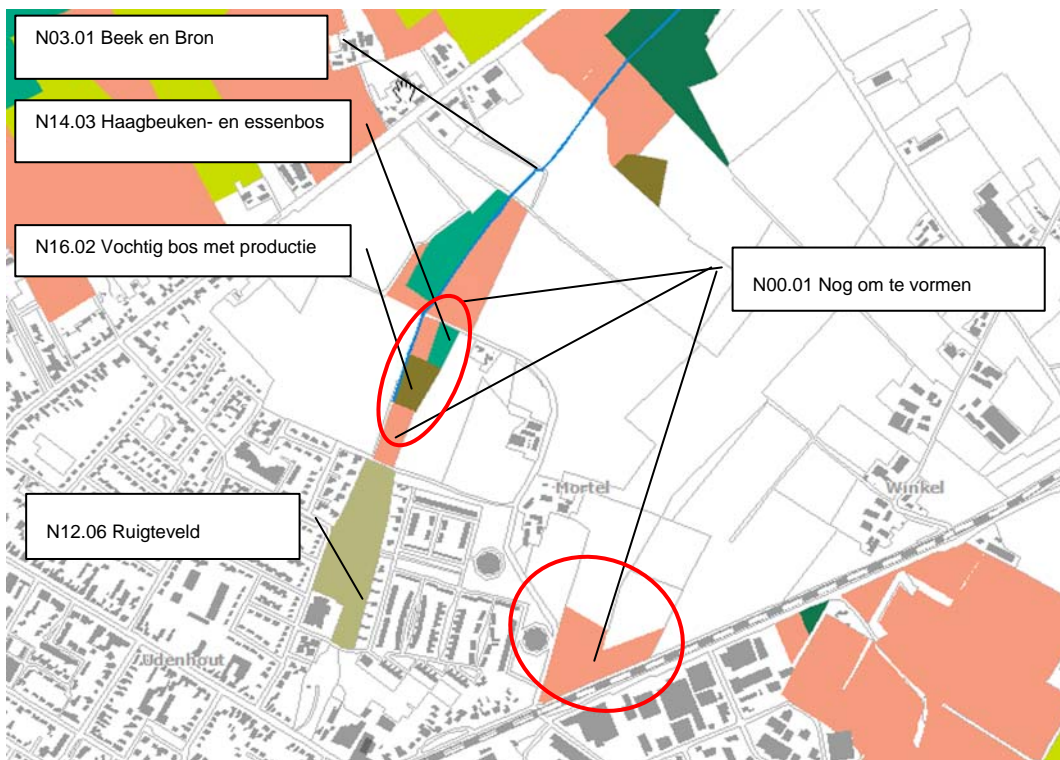 N03.01 Beek en Bron
N14.03 Haagbeuken- en essenbos
N16.02 Vochtig bos met productie
N00.01 Nog om te vormen
Mortel
Winkel
N12.06 Ruigteveld
Udenhout